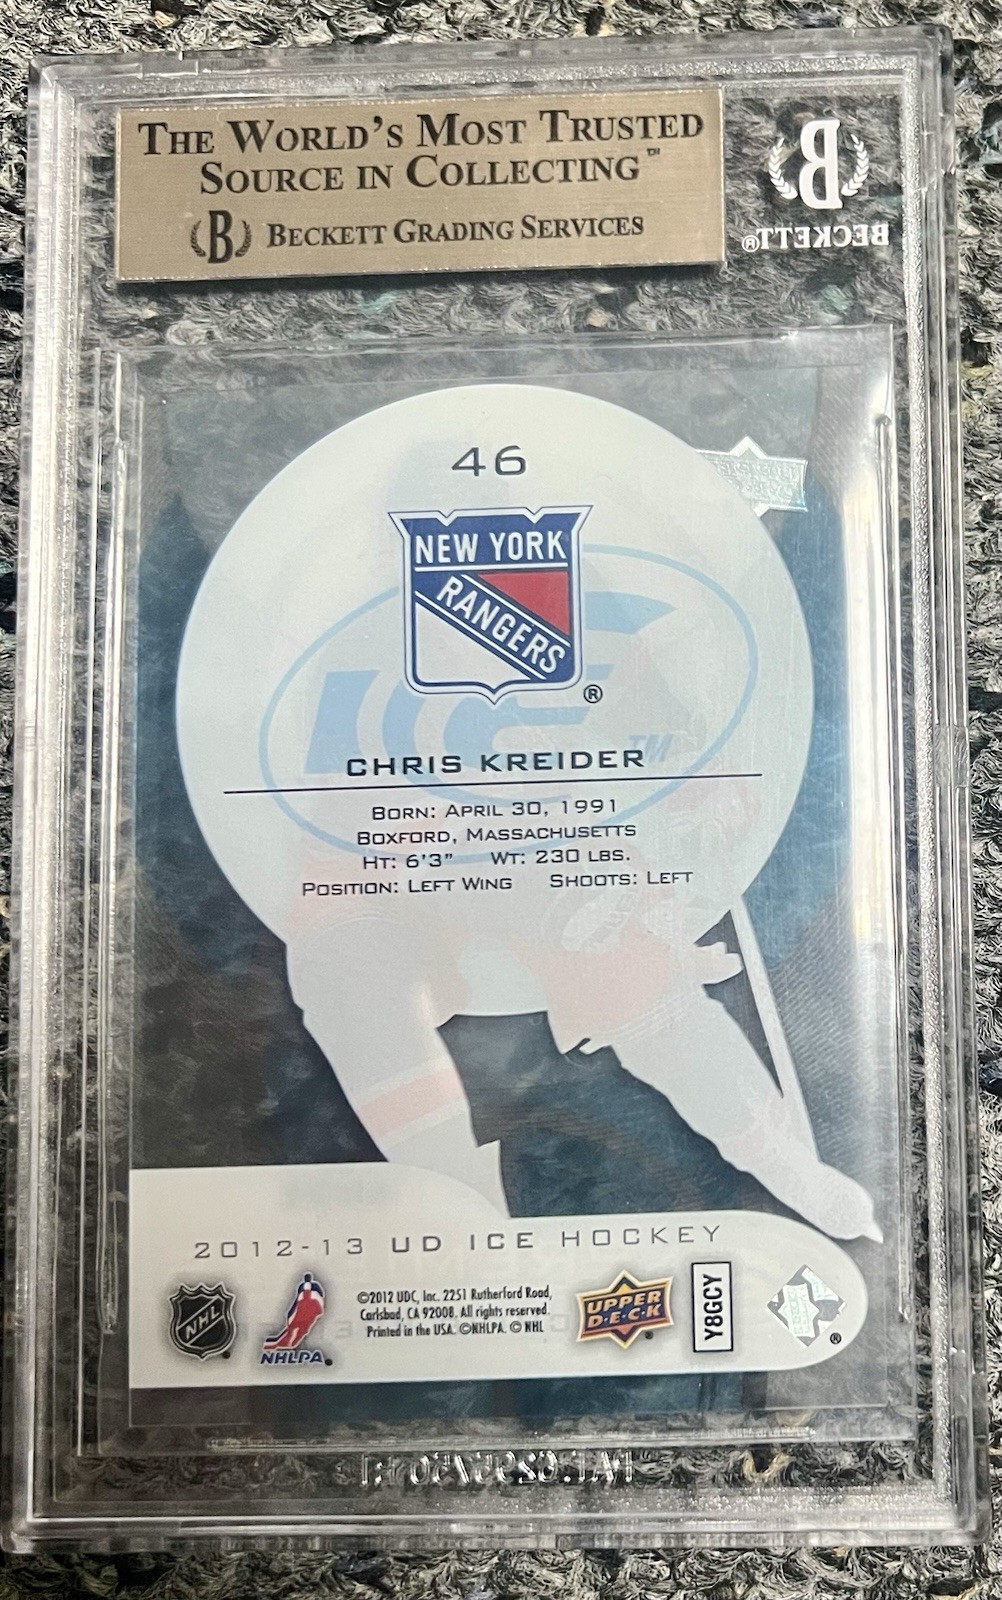 THE WORLD'S MOST TRUSTED
SOURCE IN COLLECTING™
B BECKETT GRADING SERVICES
B
BECKETT®
46
NEW YORK
RANGERS
®
ICE
TM
CHRIS KREIDER
BORN: APRIL 30, 1991
BOXFORD, MASSACHUSETTS
HT: 6'3" WT: 230 LBS.
POSITION: LEFT WING SHOOTS: LEFT
2012-13 UD ICE HOCKEY
NHL
NHLPA®
©2012 UDC, Inc. 2251 Rutherford Road,
Carlsbad, CA 92008. All rights reserved.
Printed in the USA. ©NHLPA. © NHL
UPPER
D·E·C·K
Y8GCY
®